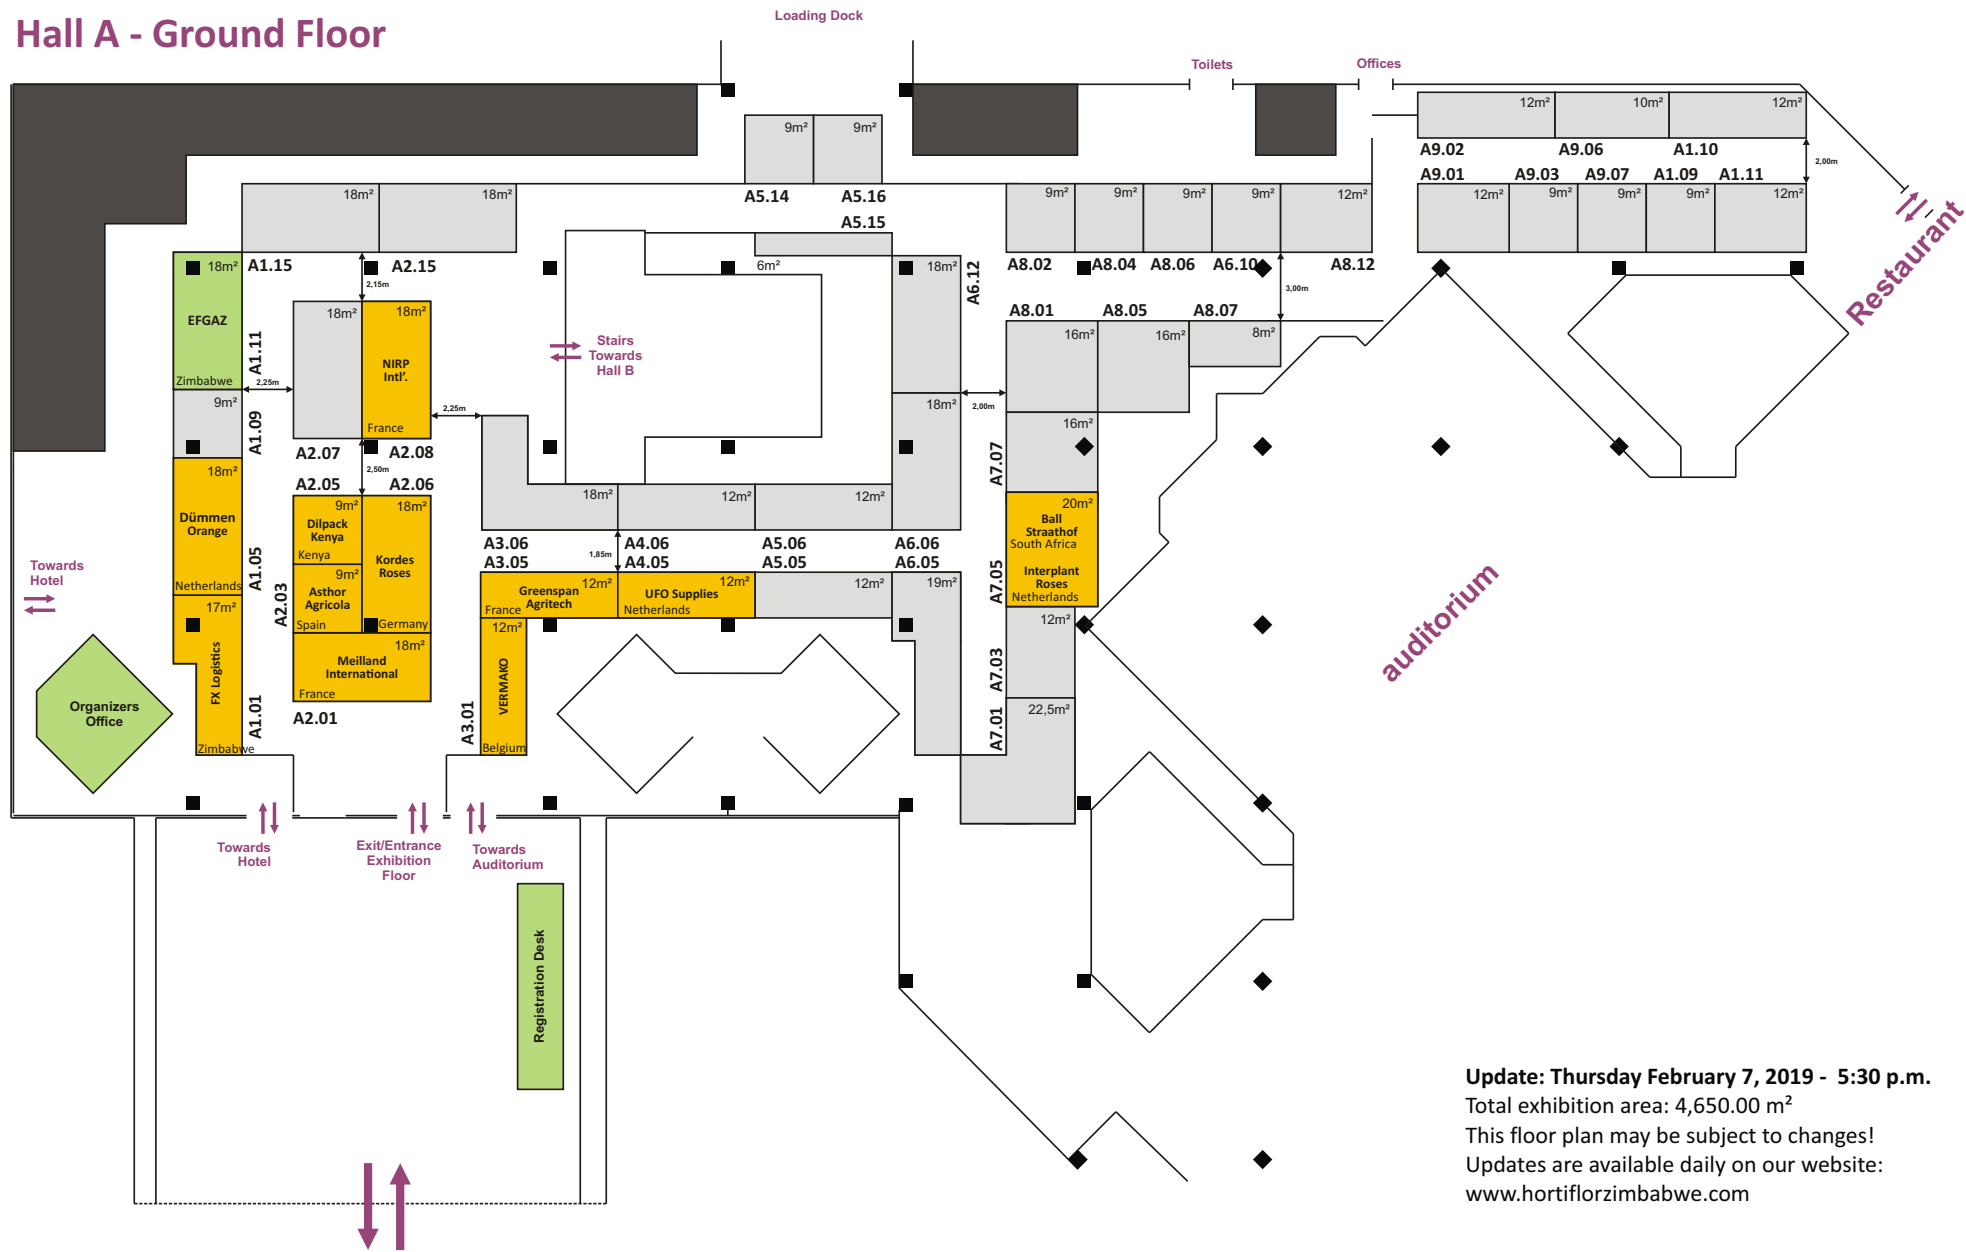 Hall A - Ground Floor
Loading Dock
Toilets
Offices
9m²
9m²
12m²
10m²
12m²
A9.02
A9.06
A1.10
2,00m
A5.14
A5.16
A5.15
18m²
18m²
9m²
9m²
9m²
9m²
12m²
A9.01
A9.03
A9.07
A1.09
A1.11
12m²
9m²
9m²
9m²
12m²
Restaurant
18m²
A1.15
A2.15
6m²
18m²
A6.12
A8.02
A8.04
A8.06
A6.10
A8.12
2,15m
3,00m
EFGAZ
Zimbabwe
A1.11
18m²
18m²
NIRP
Intl'.
France
A8.01
A8.05
A8.07
16m²
16m²
8m²
Stairs
Towards
Hall B
2,25m
9m²
A1.09
2,25m
18m²
2,00m
16m²
A7.07
A2.07
A2.08
2,50m
18m²
Dümmen
Orange
Netherlands
A1.05
A2.05
A2.06
9m²
Dilpack
Kenya
Kenya
18m²
Kordes
Roses
Germany
9m²
Asthor
Agricola
Spain
A2.03
18m²
12m²
12m²
A3.06
A4.06
A5.06
A6.06
A3.05
A4.05
A5.05
A6.05
1,85m
20m²
Ball
Straathof
South Africa
Interplant
Roses
Netherlands
A7.05
Towards
Hotel
12m²
Greenspan
Agritech
France
12m²
UFO Supplies
Netherlands
12m²
19m²
17m²
FX Logistics
Zimbabwe
A1.01
18m²
Meilland
International
France
A2.01
12m²
VERMAKO
Belgium
A3.01
12m²
A7.03
22,5m²
A7.01
auditorium
Organizers
Office
Towards
Hotel
Exit/Entrance
Exhibition
Floor
Towards
Auditorium
Registration Desk
Update: Thursday February 7, 2019 - 5:30 p.m.
Total exhibition area: 4,650.00 m²
This floor plan may be subject to changes!
Updates are available daily on our website:
www.hortiflorzimbabwe.com